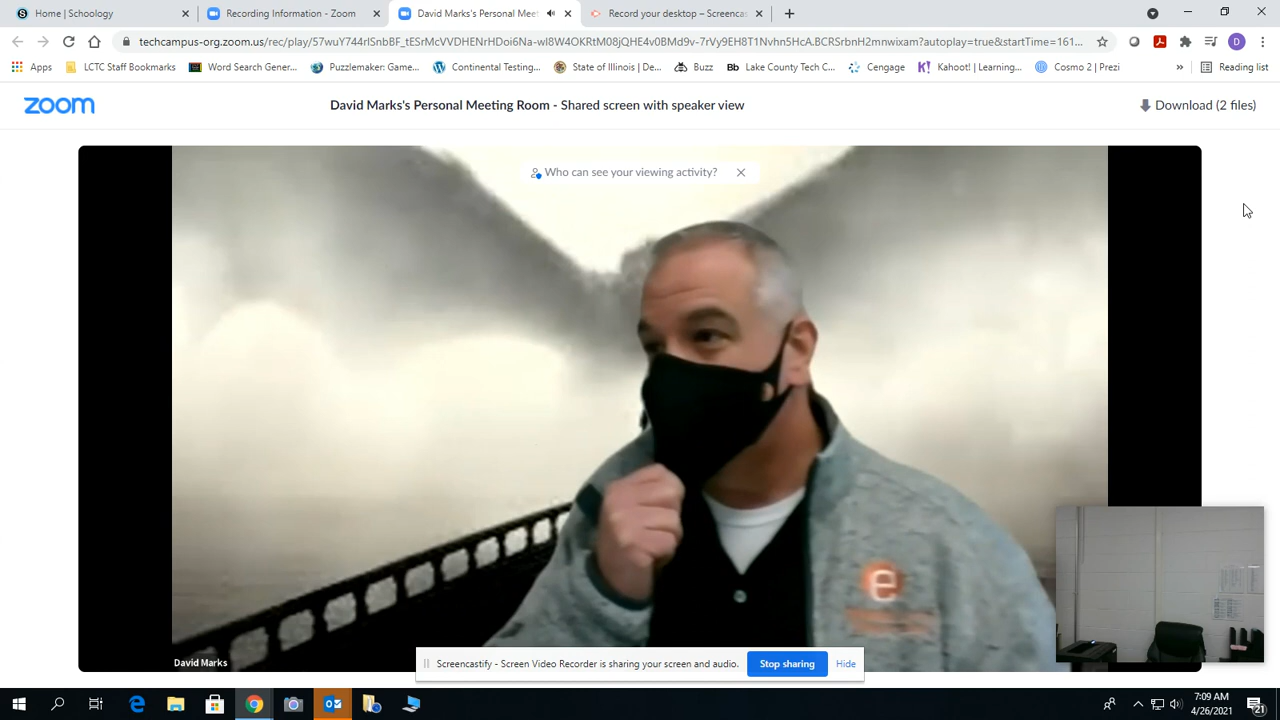 Home | Schoology
Recording Information - Zoom
David Marks's Personal Meet
Record your desktop – Screencas
techcampus-org.zoom.us/rec/play/57wuY744rlSnbBF_tESrMcVVDHENrHDoi6Na-wl8W4OKRtM08jQHE4v0BMd9v-7rVy9EH8T1Nvhn5HcA.BCRSrbnH2mnwixam?autoplay=true&startTime=161...
Apps
LCTC Staff Bookmarks
Word Search Gener...
Puzzlemaker: Game...
Continental Testing...
State of Illinois | De...
Buzz
Bb Lake County Tech C...
Cengage
K! Kahoot! | Learning...
Cosmo 2 | Prezi
»
Reading list
zoom
David Marks's Personal Meeting Room - Shared screen with speaker view
Download (2 files)
Who can see your viewing activity?
e
David Marks
Screencastify - Screen Video Recorder is sharing your screen and audio.
Stop sharing
Hide
7:09 AM
4/26/2021
21